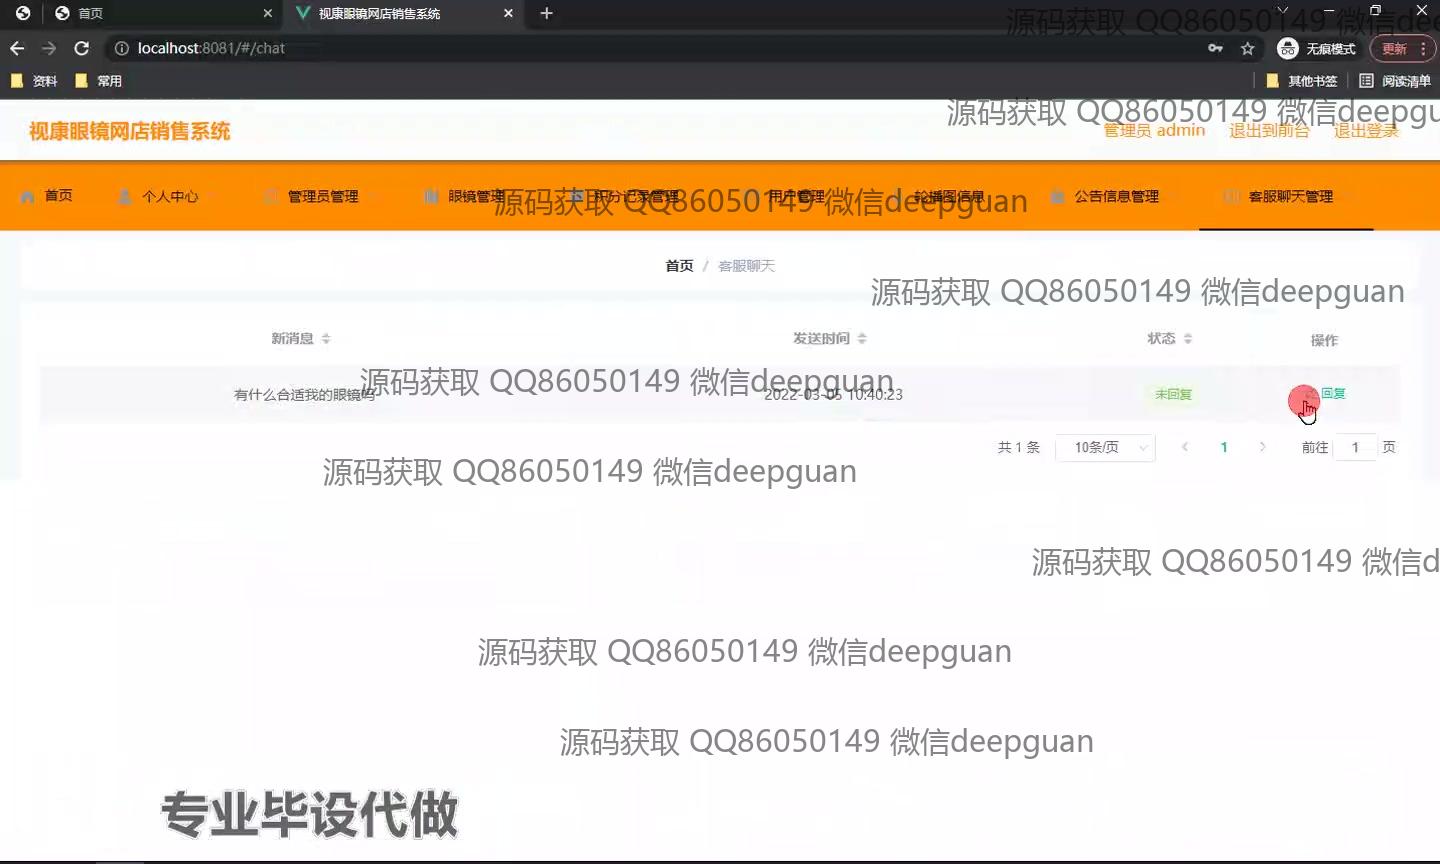 首页
视康眼镜网店销售系统
源码获取 QQ86050149 微信dee
localhost:8081/#/chat
无痕模式
更新
资料
常用
其他书签
阅读清单
源码获取 QQ86050149 微信deepgu
视康眼镜网店销售系统
管理员 admin
退出到前台
退出登录
首页
个人中心
管理员管理
眼镜管理
积分记录管理
用户管理
轮播图信息
公告信息管理
客服聊天管理
源码获取 QQ86050149 微信deepguan
首页 / 客服聊天
源码获取 QQ86050149 微信deepguan
新消息
发送时间
状态
操作
源码获取 QQ86050149 微信deepguan
有什么合适我的眼镜吗
2022-03-05 10:40:23
未回复
回复
共 1 条
10条/页
1
前往
1
页
源码获取 QQ86050149 微信deepguan
源码获取 QQ86050149 微信d
源码获取 QQ86050149 微信deepguan
源码获取 QQ86050149 微信deepguan
专业毕设代做